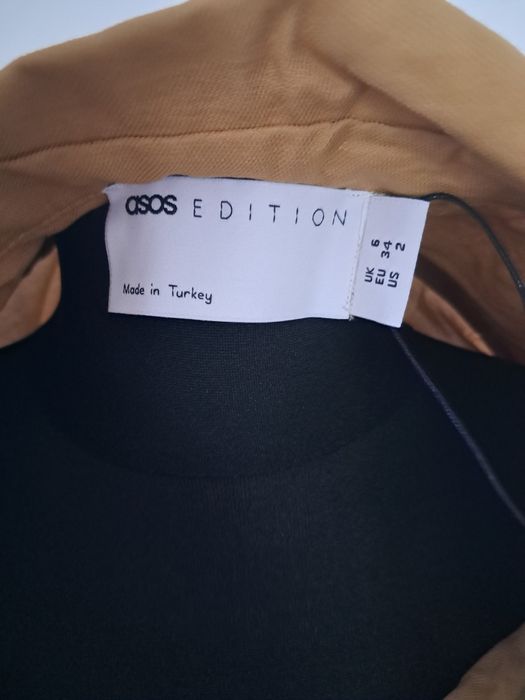 asos EDITION
Made in Turkey
UK 6
EU 34
US 2